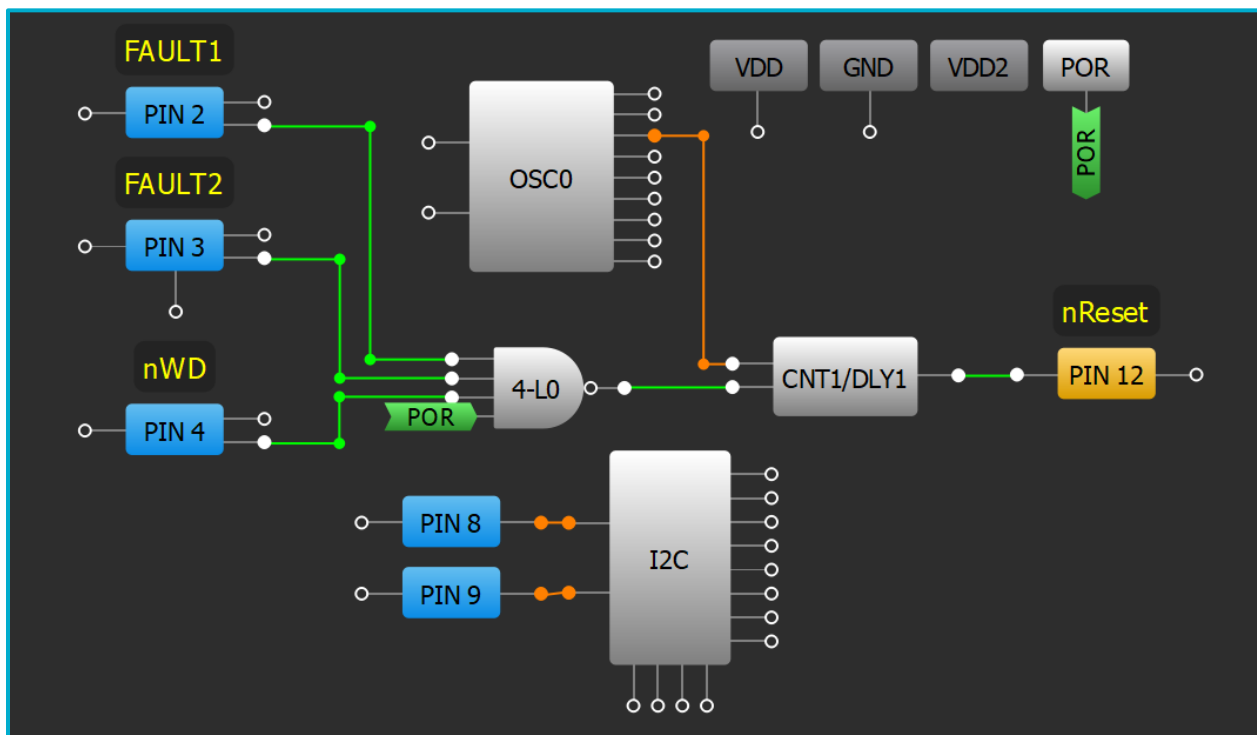 FAULT1
PIN 2
FAULT2
PIN 3
nWD
PIN 4
OSC0
VDD
GND
VDD2
POR
POR
4-L0
POR
CNT1/DLY1
nReset
PIN 12
PIN 8
PIN 9
I2C